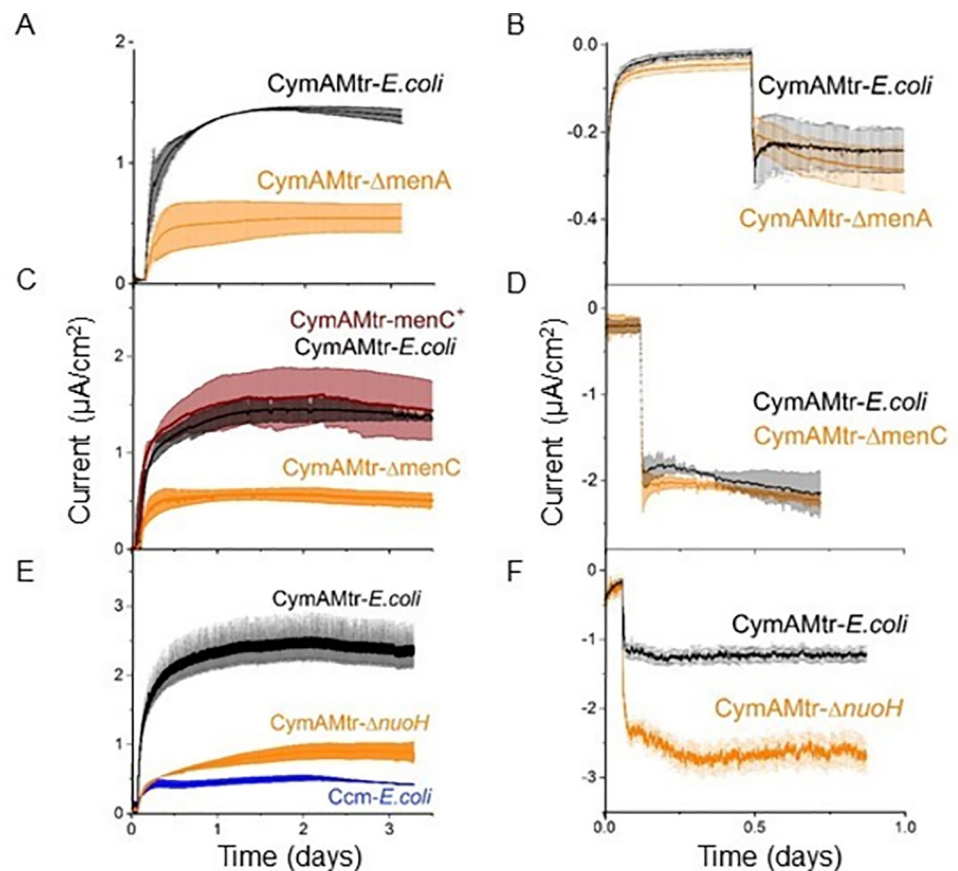 A
2
CymAMtr-E.coli
1
CymAMtr-ΔmenA
0
B
0.0
CymAMtr-E.coli
-0.2
-0.4
CymAMtr-ΔmenA
C
CymAMtr-menC+
CymAMtr-E.coli
2
1
CymAMtr-ΔmenC
0
Current (µA/cm²)
D
0
-1
CymAMtr-E.coli
CymAMtr-ΔmenC
-2
Current (µA/cm²)
E
CymAMtr-E.coli
3
2
CymAMtr-ΔnuoH
1
Ccm-E.coli
0
0 1 2 3
Time (days)
F
0
CymAMtr-E.coli
-1
CymAMtr-ΔnuoH
-2
-3
0.0 0.5 1.0
Time (days)